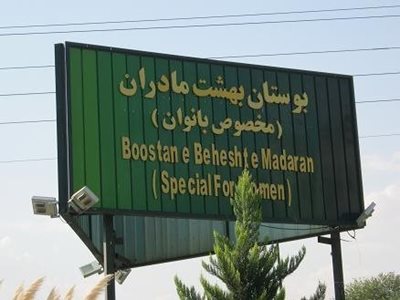 بوستان بهشت مادران
(مخصوص بانوان)
Boostan e Behesht e Madaran
(Special For Women)